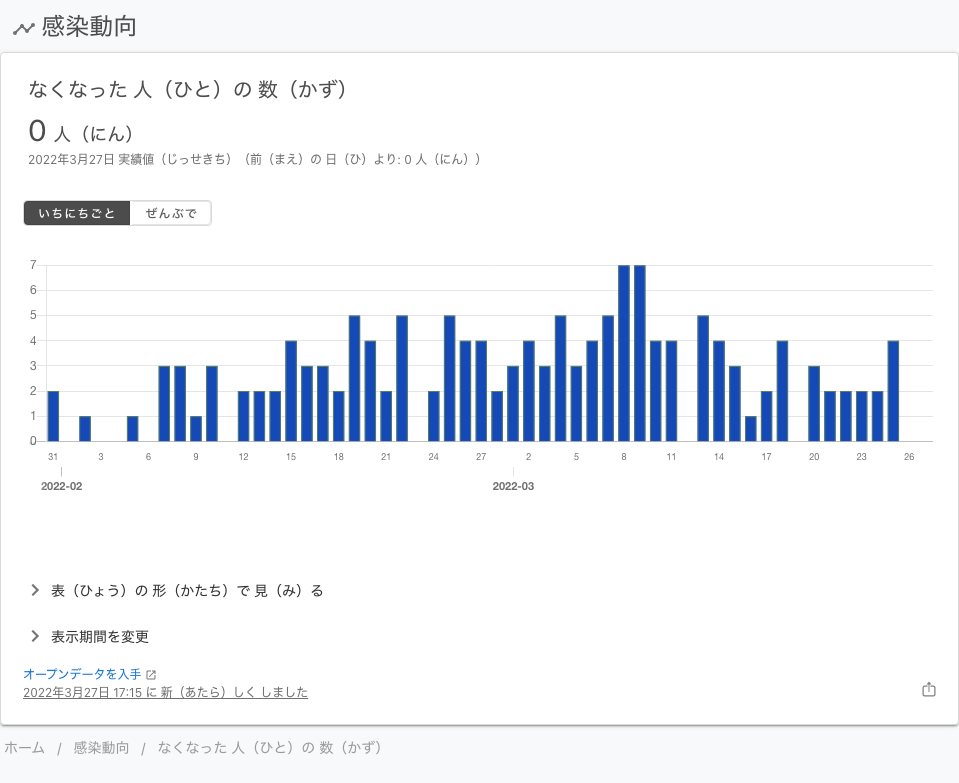 感染動向
なくなった 人（ひと）の 数（かず）
0 人（にん）
2022年3月27日 実績値（じっせきち）（前（まえ）の 日（ひ）より: 0 人（にん））
いちにちごと ぜんぶで
7
6
5
4
3
2
1
0
31 3 6 9 12 15 18 21 24 27 2 5 8 11 14 17 20 23 26
2022-02 2022-03
表（ひょう）の 形（かたち）で 見（み）る
表示期間を変更
オープンデータを入手
2022年3月27日 17:15 に 新（あたら）しく しました
ホーム / 感染動向 / なくなった 人（ひと）の 数（かず）